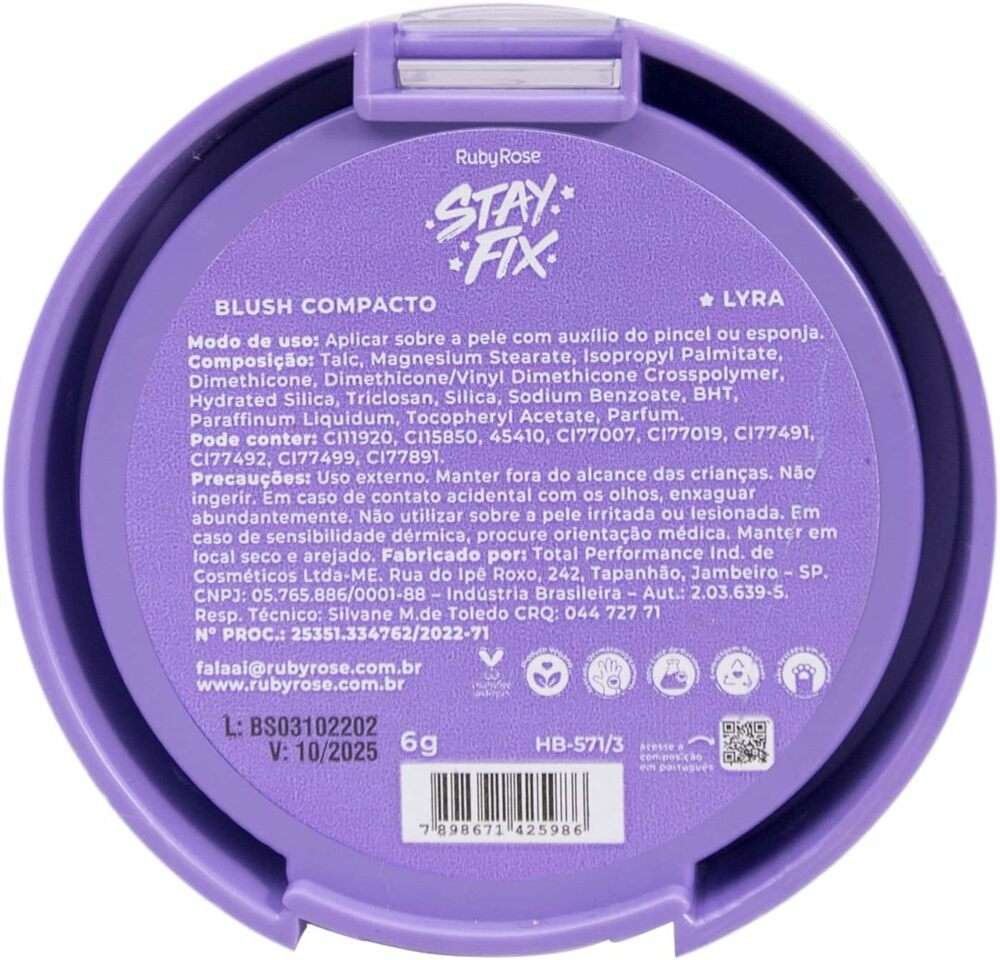 RubyRose
STAY
FIX
BLUSH COMPACTO
LYRA
Modo de uso: Aplicar sobre a pele com auxílio do pincel ou esponja.
Composição: Talc, Magnesium Stearate, Isopropyl Palmitate,
Dimethicone, Dimethicone/Vinyl Dimethicone Crosspolymer,
Hydrated Silica, Triclosan, Silica, Sodium Benzoate, BHT,
Paraffinum Liquidum, Tocopheryl Acetate, Parfum.
Pode conter: CI11920, CI15850, 45410, CI77007, CI77019, CI77491,
CI77492, CI77499, CI77891.
Precauções: Uso externo. Manter fora do alcance das crianças. Não
ingerir. Em caso de contato acidental com os olhos, enxaguar
abundantemente. Não utilizar sobre a pele irritada ou lesionada. Em
caso de sensibilidade dérmica, procure orientação médica. Manter em
local seco e arejado. Fabricado por: Total Performance Ind. de
Cosméticos Ltda-ME. Rua do Ipê Roxo, 242, Tapanhão, Jambeiro – SP.
CNPJ: 05.765.886/0001-88 – Indústria Brasileira – Aut.: 2.03.639-5.
Resp. Técnico: Silvane M.de Toledo CRQ: 044 727 71
Nº PROC.: 25351.334762/2022-71
falaai@rubyrose.com.br
www.rubyrose.com.br
L: BS03102202
V: 10/2025
6g
HB-571/3
acesse a
composição
em português
7 898671 425986